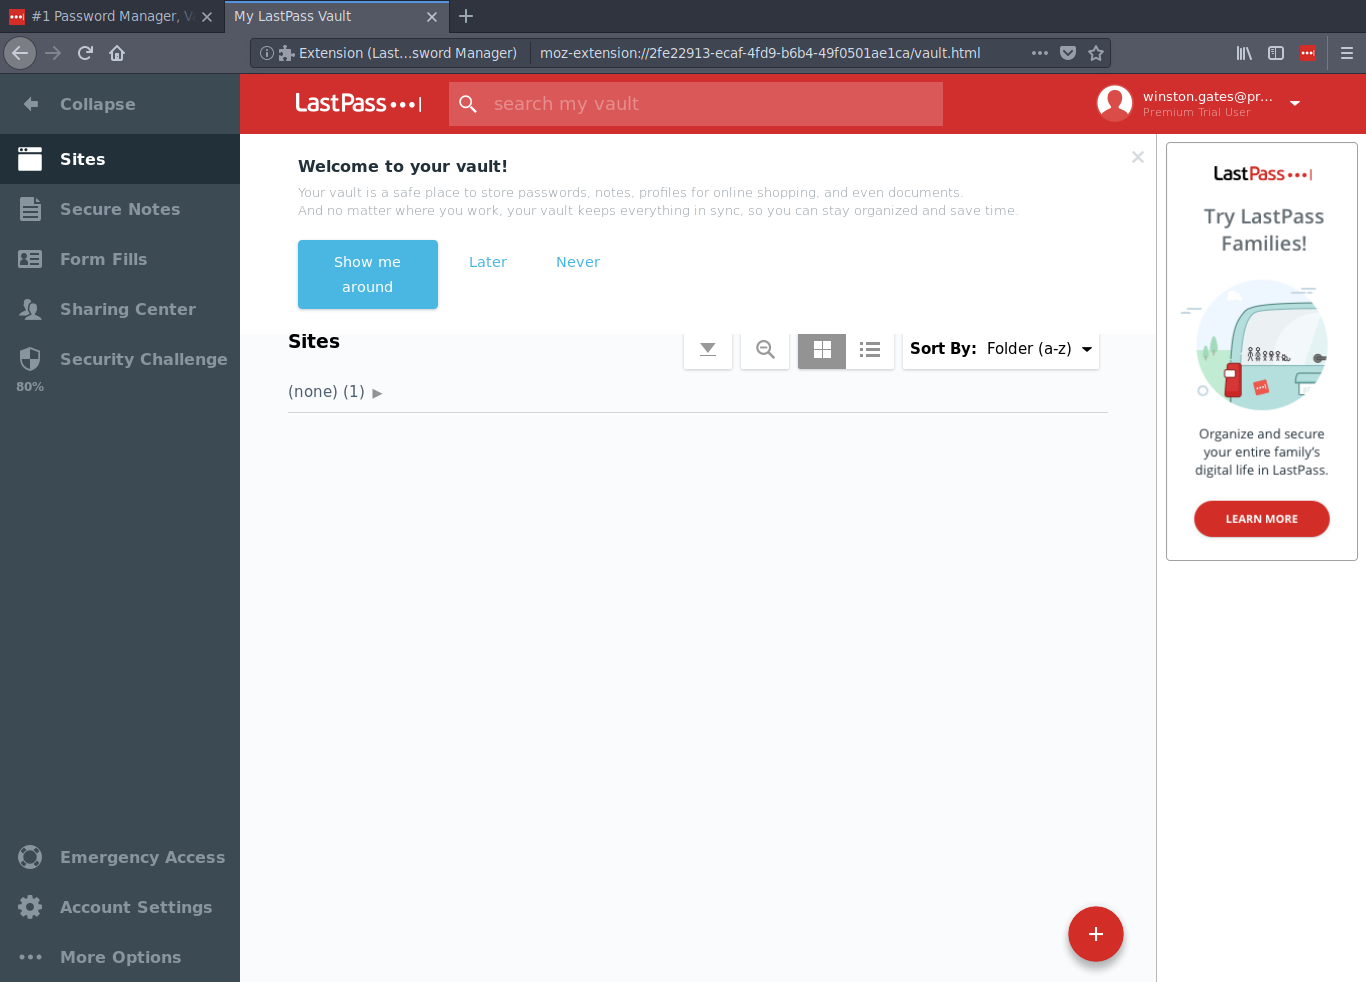 #1 Password Manager, V
My LastPass Vault
Extension (Last...sword Manager)
moz-extension://2fe22913-ecaf-4fd9-b6b4-49f0501ae1ca/vault.html
Collapse
Sites
Secure Notes
Form Fills
Sharing Center
Security Challenge
80%
Emergency Access
Account Settings
More Options
LastPass
search my vault
winston.gates@pr...
Premium Trial User
Welcome to your vault!
Your vault is a safe place to store passwords, notes, profiles for online shopping, and even documents.
And no matter where you work, your vault keeps everything in sync, so you can stay organized and save time.
Show me
around
Later
Never
Sites
Sort By: Folder (a-z)
(none) (1)
LastPass
Try LastPass
Families!
Organize and secure
your entire family's
digital life in LastPass.
LEARN MORE